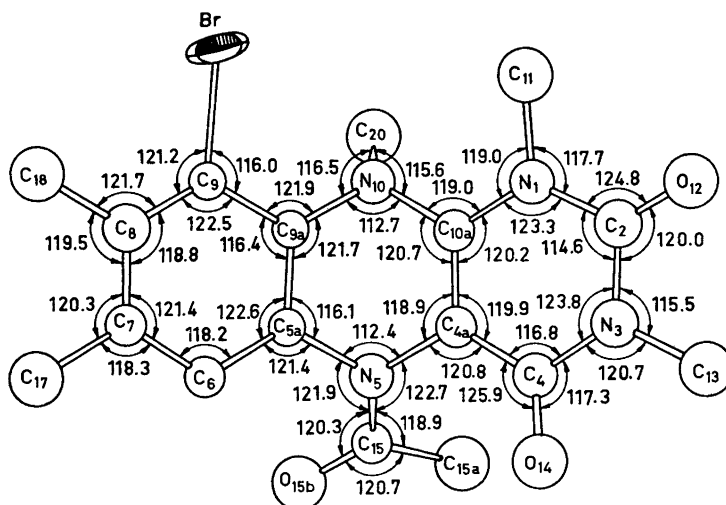 Br
C11
C20
121.2 116.0 116.5 115.6 119.0 117.7
C18 121.7 C9 121.9 N10 119.0 N1 124.8 O12
122.5 112.7 123.3
C8 C9a C10a C2
119.5 118.8 116.4 121.7 120.7 120.2 114.6 120.0
120.3 121.4 122.6 116.1 118.9 119.9 123.8 115.5
C7 118.2 C5a 112.4 C4a 116.8 N3
118.3 121.4 120.8 120.7
C17 C6 N5 C4 C13
121.9 122.7 125.9 117.3
120.3 118.9
C15 C15a O14
O15b 120.7